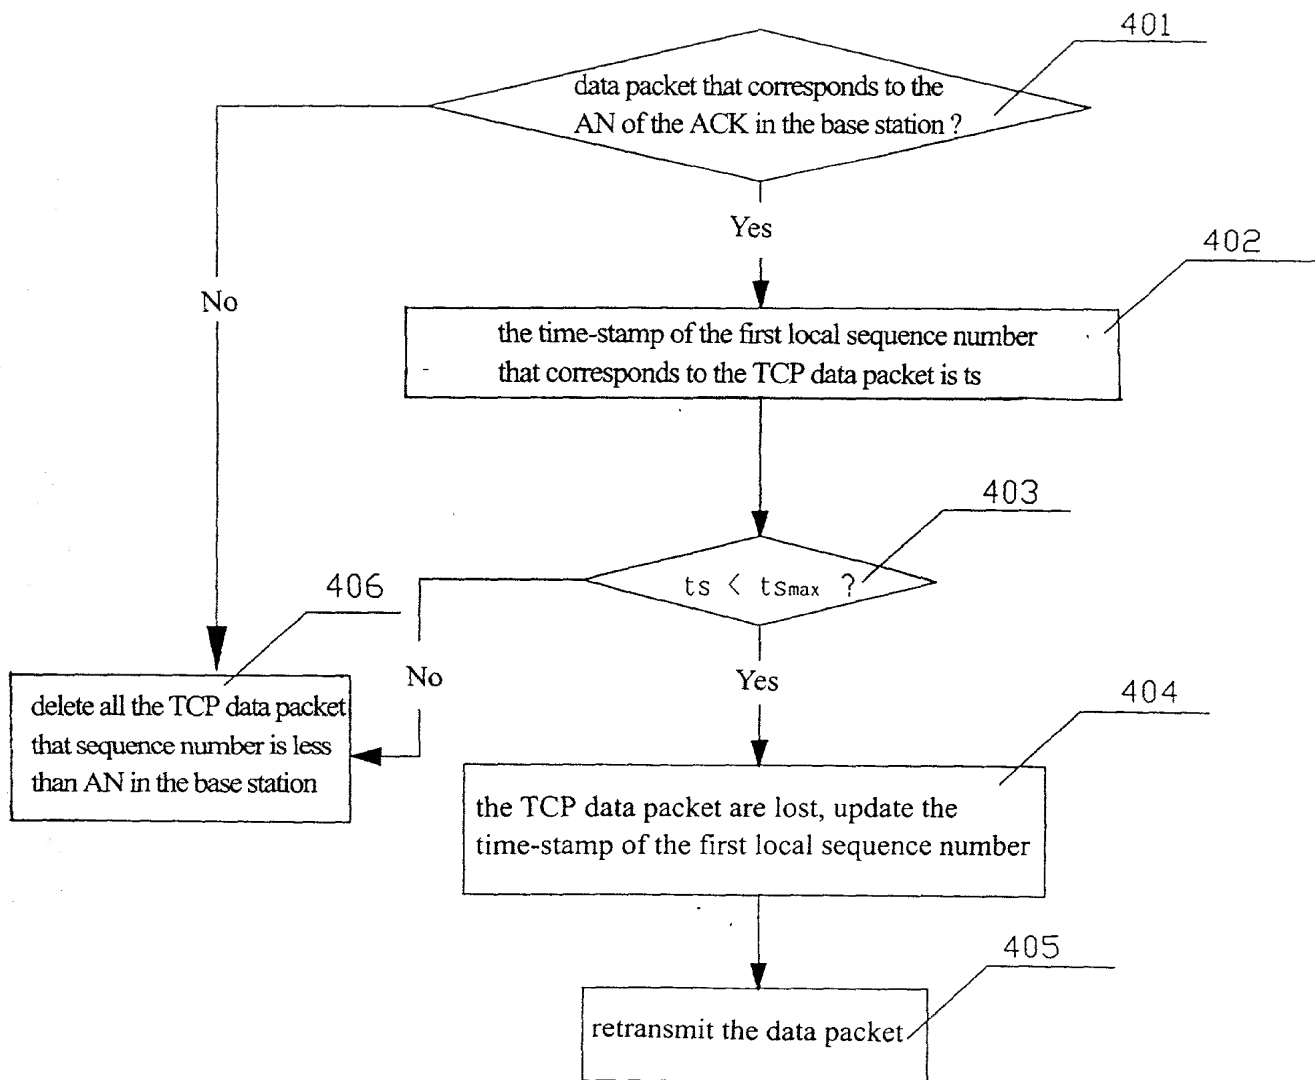 401
data packet that corresponds to the
AN of the ACK in the base station ?
Yes
402
No
the time-stamp of the first local sequence number
that corresponds to the TCP data packet is ts
403
ts < tsmax ?
406
No
Yes
delete all the TCP data packet
that sequence number is less
than AN in the base station
404
the TCP data packet are lost, update the
time-stamp of the first local sequence number
405
retransmit the data packet